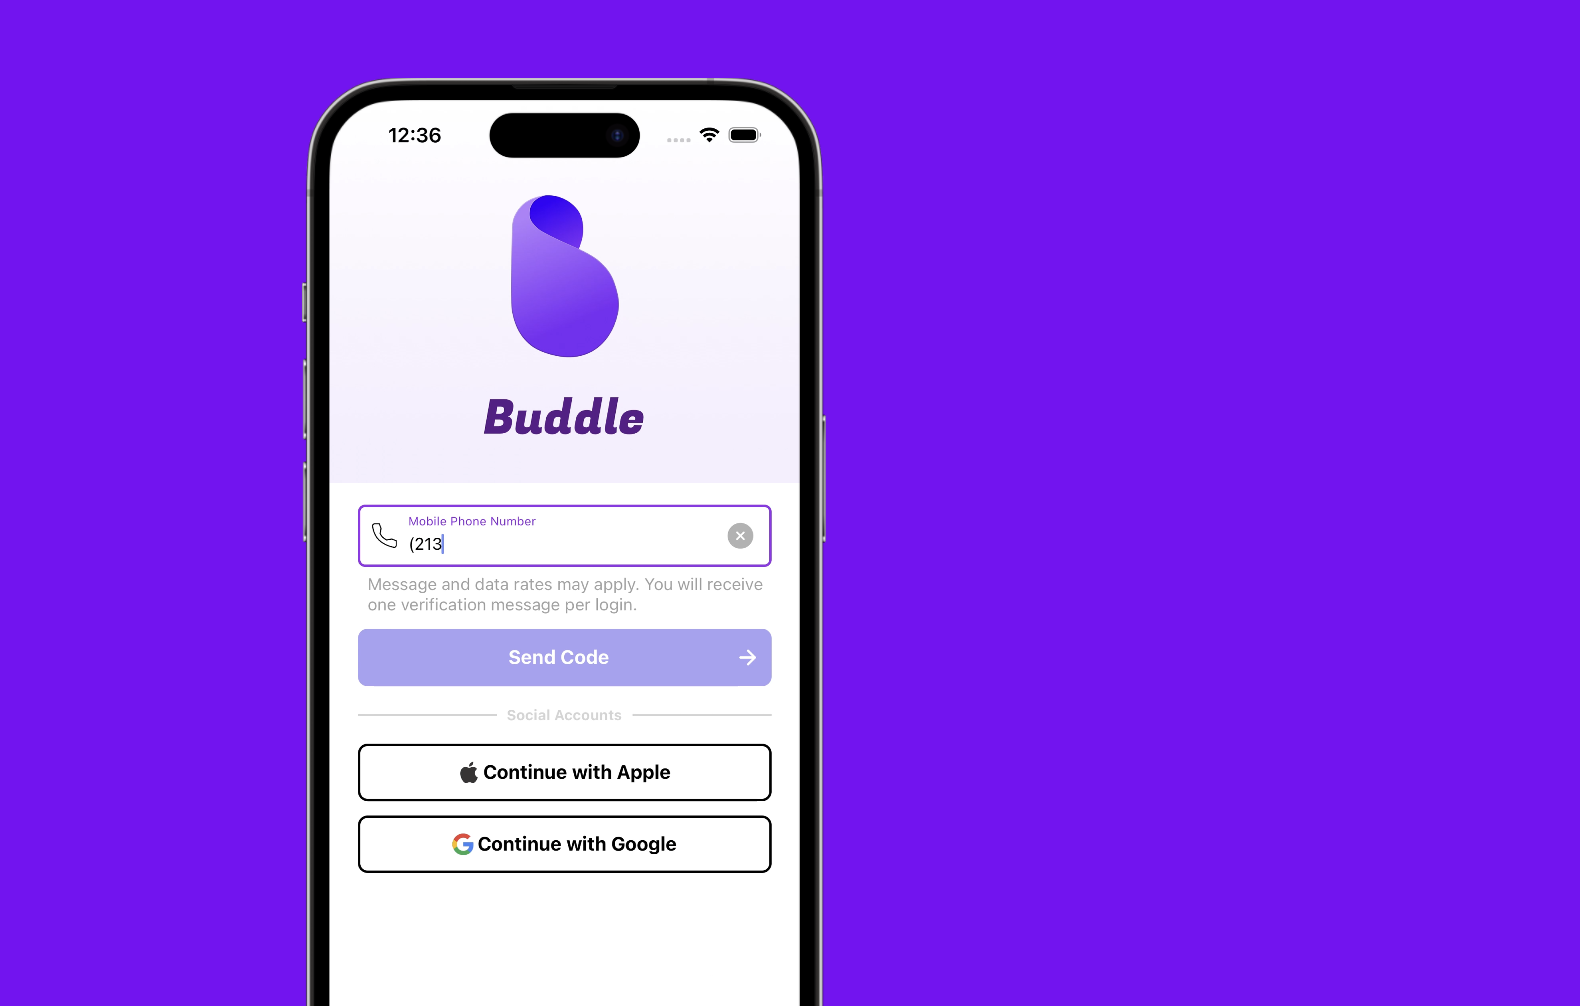 12:36
Buddle
Mobile Phone Number
(213
Message and data rates may apply. You will receive
one verification message per login.
Send Code
Social Accounts
Continue with Apple
Continue with Google